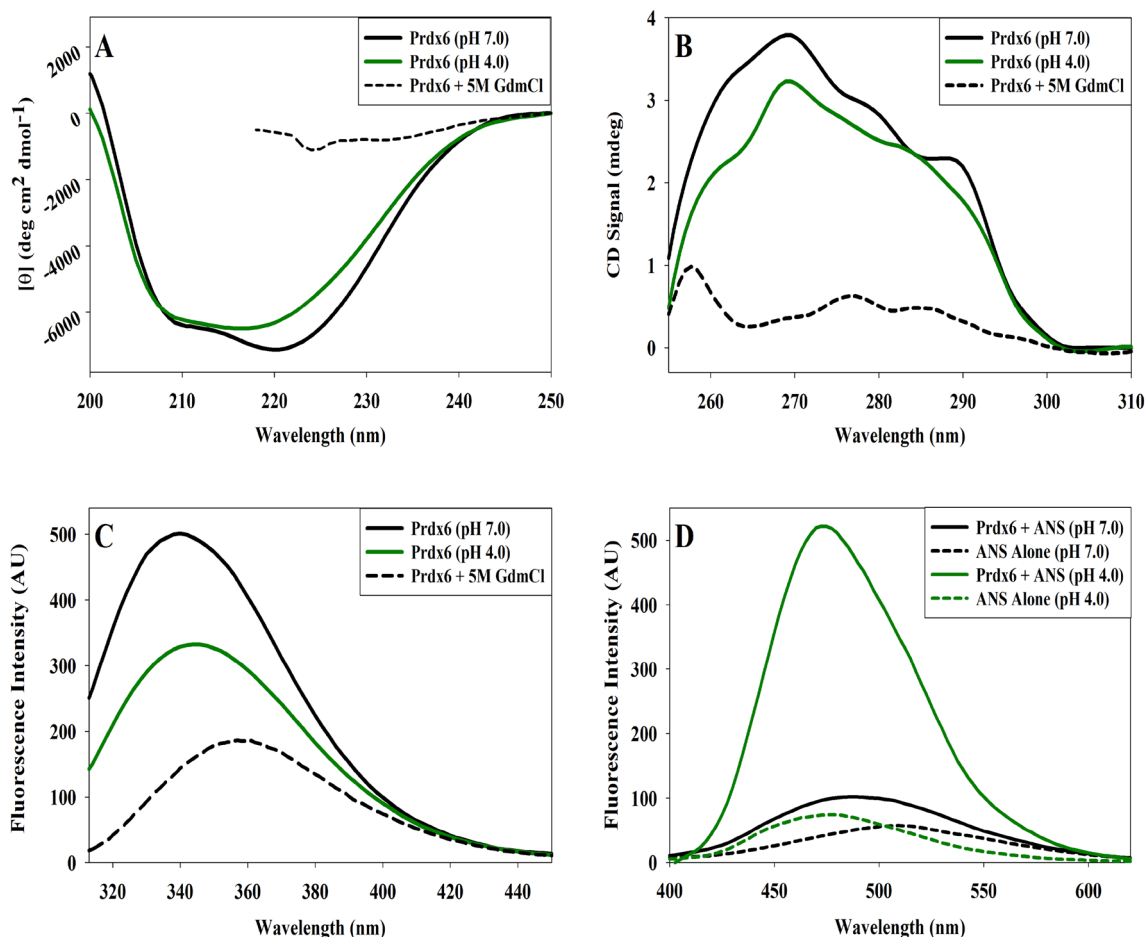 A
Prdx6 (pH 7.0)
Prdx6 (pH 4.0)
Prdx6 + 5M GdmCl
[θ] (deg cm² dmol⁻¹)
2000
0
-2000
-4000
-6000
200 210 220 230 240 250
Wavelength (nm)
B
Prdx6 (pH 7.0)
Prdx6 (pH 4.0)
Prdx6 + 5M GdmCl
CD Signal (mdeg)
4
3
2
1
0
260 270 280 290 300 310
Wavelength (nm)
C
Prdx6 (pH 7.0)
Prdx6 (pH 4.0)
Prdx6 + 5M GdmCl
Fluorescence Intensity (AU)
500
400
300
200
100
0
320 340 360 380 400 420 440
Wavelength (nm)
D
Prdx6 + ANS (pH 7.0)
ANS Alone (pH 7.0)
Prdx6 + ANS (pH 4.0)
ANS Alone (pH 4.0)
Fluorescence Intensity (AU)
500
400
300
200
100
0
400 450 500 550 600
Wavelength (nm)